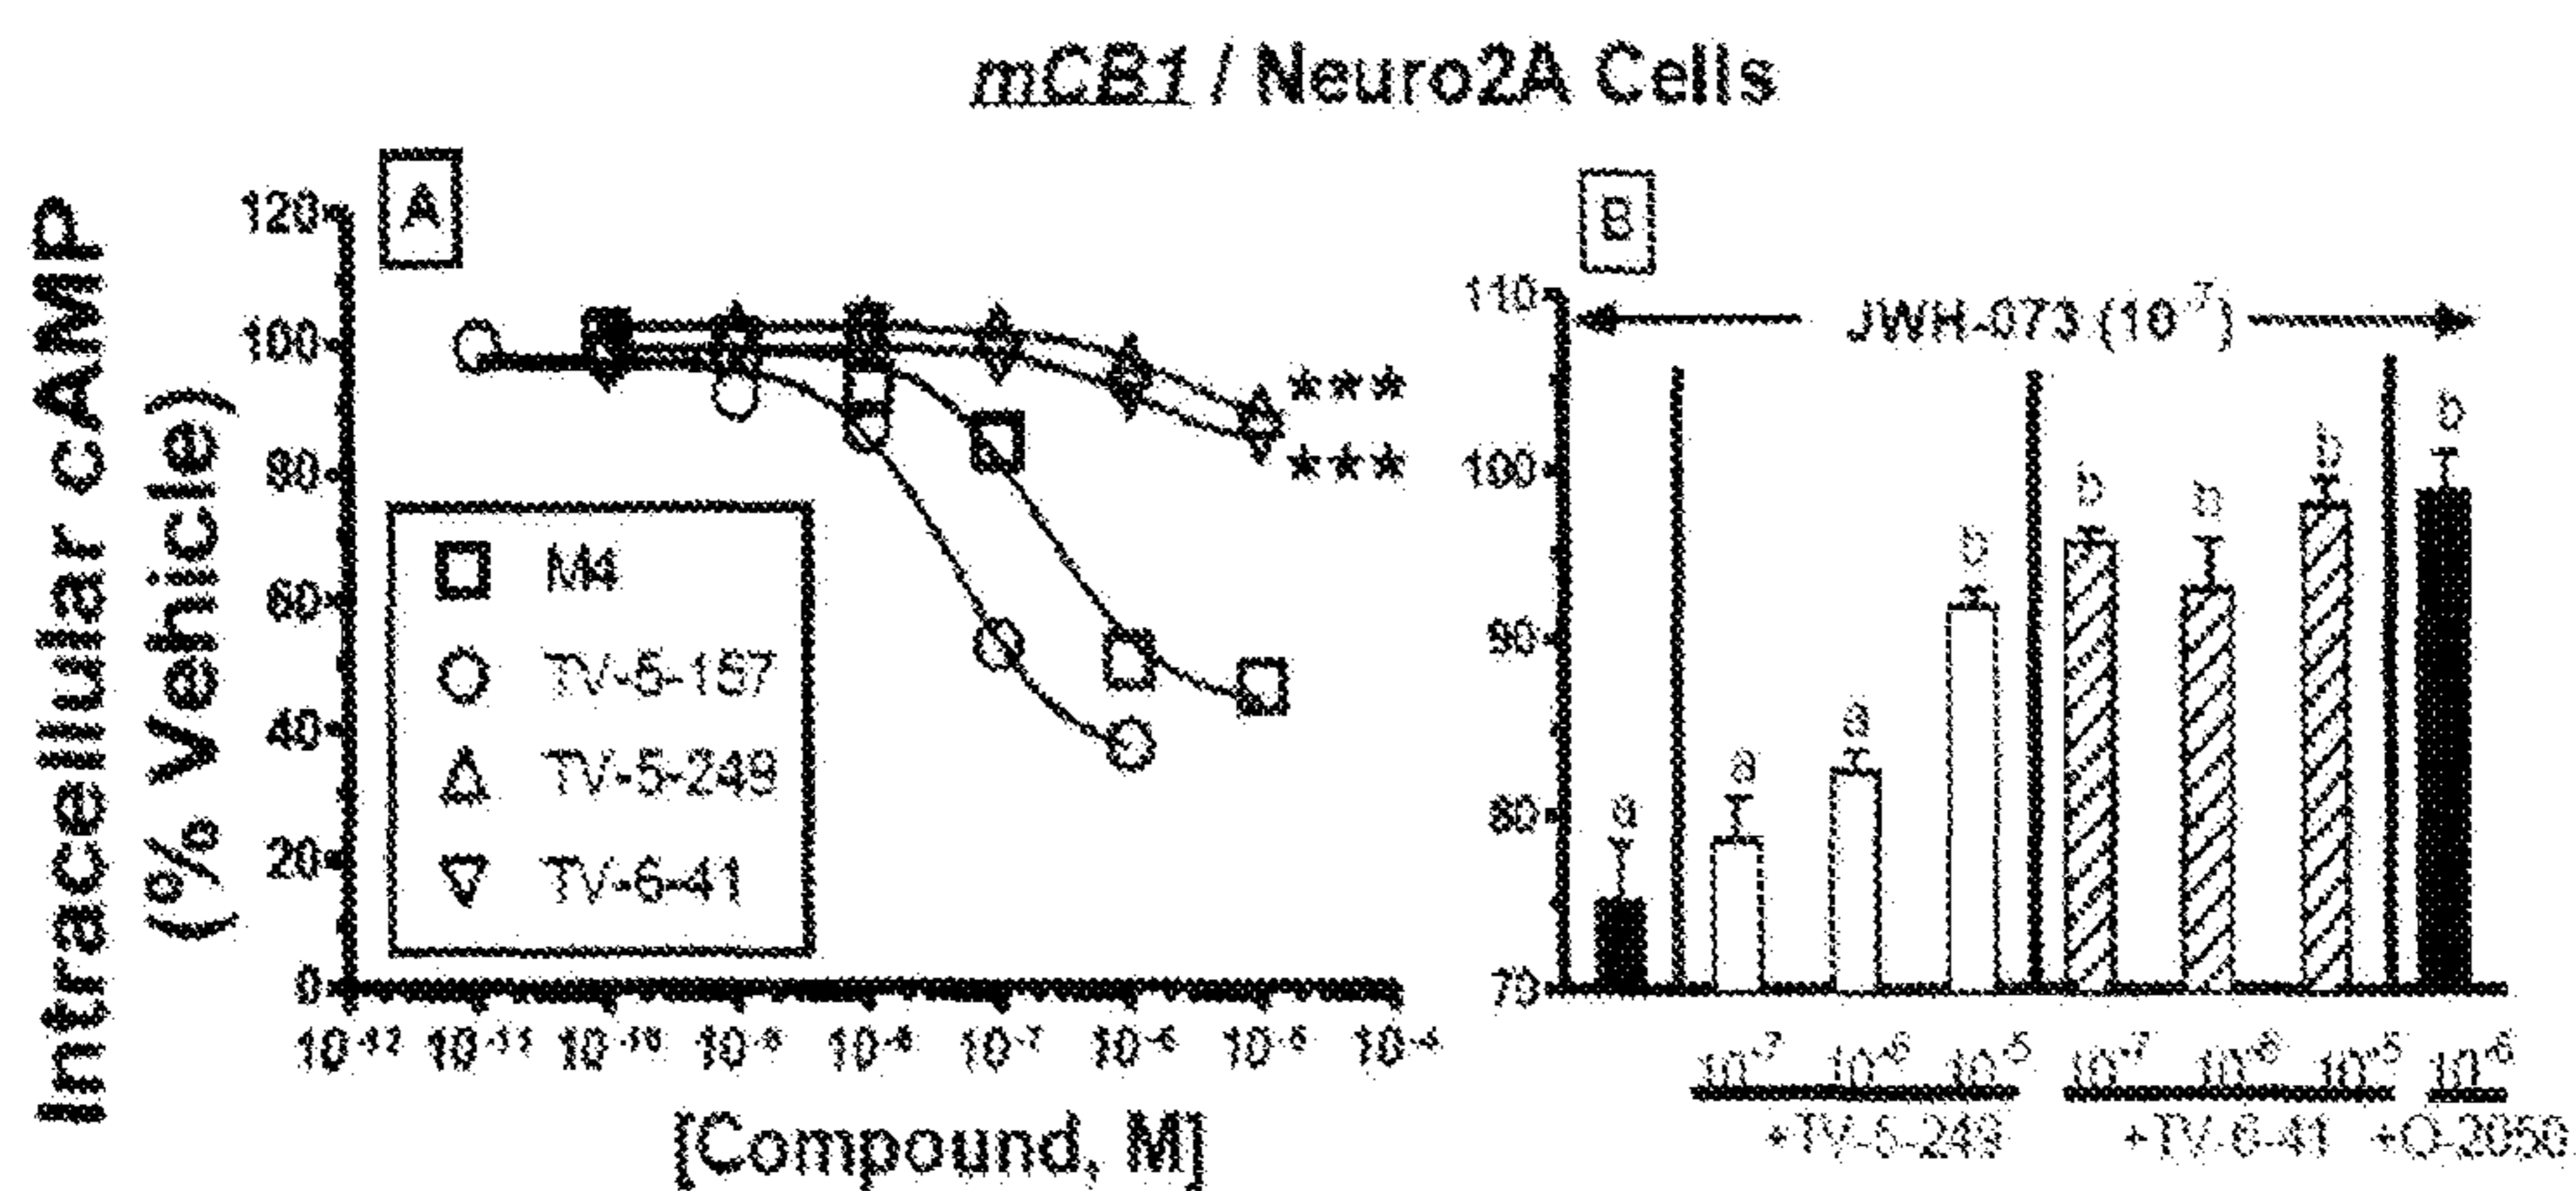 mCB1 / Neuro2A Cells
Intracellular cAMP
(% Vehicle)
A
120
100
80
60
40
20
0
M4
TV-5-157
TV-5-249
TV-6-41
***
***
10-12 10-11 10-10 10-9 10-8 10-7 10-6 10-5 10-4
[Compound, M]
B
110
100
90
80
70
JWH-073 (10-7)
a a a b b b b b
10-7 10-6 10-5 10-7 10-6 10-5 10-6
+TV-5-249 +TV-6-41 +O-2050